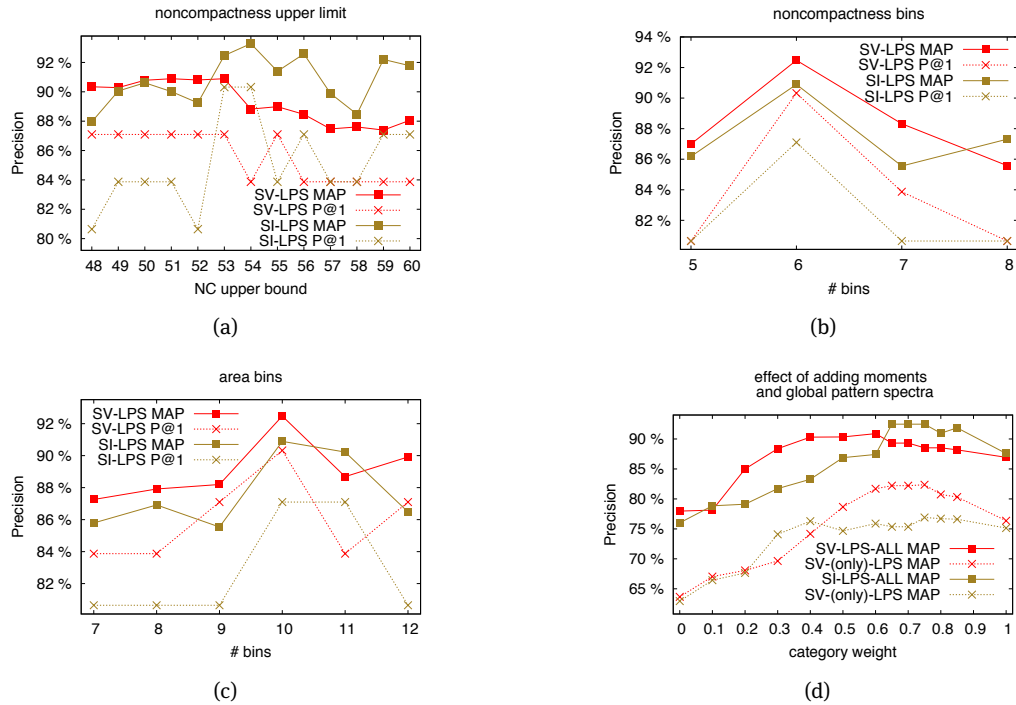 noncompactness upper limit
92 %
90 %
88 %
86 %
84 %
82 %
80 %
Precision
SV-LPS MAP
SV-LPS P@1
SI-LPS MAP
SI-LPS P@1
48 49 50 51 52 53 54 55 56 57 58 59 60
NC upper bound
(a)
noncompactness bins
94 %
92 %
90 %
88 %
86 %
84 %
82 %
Precision
SV-LPS MAP
SV-LPS P@1
SI-LPS MAP
SI-LPS P@1
5 6 7 8
# bins
(b)
area bins
92 %
90 %
88 %
86 %
84 %
82 %
Precision
SV-LPS MAP
SV-LPS P@1
SI-LPS MAP
SI-LPS P@1
7 8 9 10 11 12
# bins
(c)
effect of adding moments
and global pattern spectra
90 %
85 %
80 %
75 %
70 %
65 %
Precision
SV-LPS-ALL MAP
SV-(only)-LPS MAP
SI-LPS-ALL MAP
SV-(only)-LPS MAP
0 0.1 0.2 0.3 0.4 0.5 0.6 0.7 0.8 0.9 1
category weight
(d)